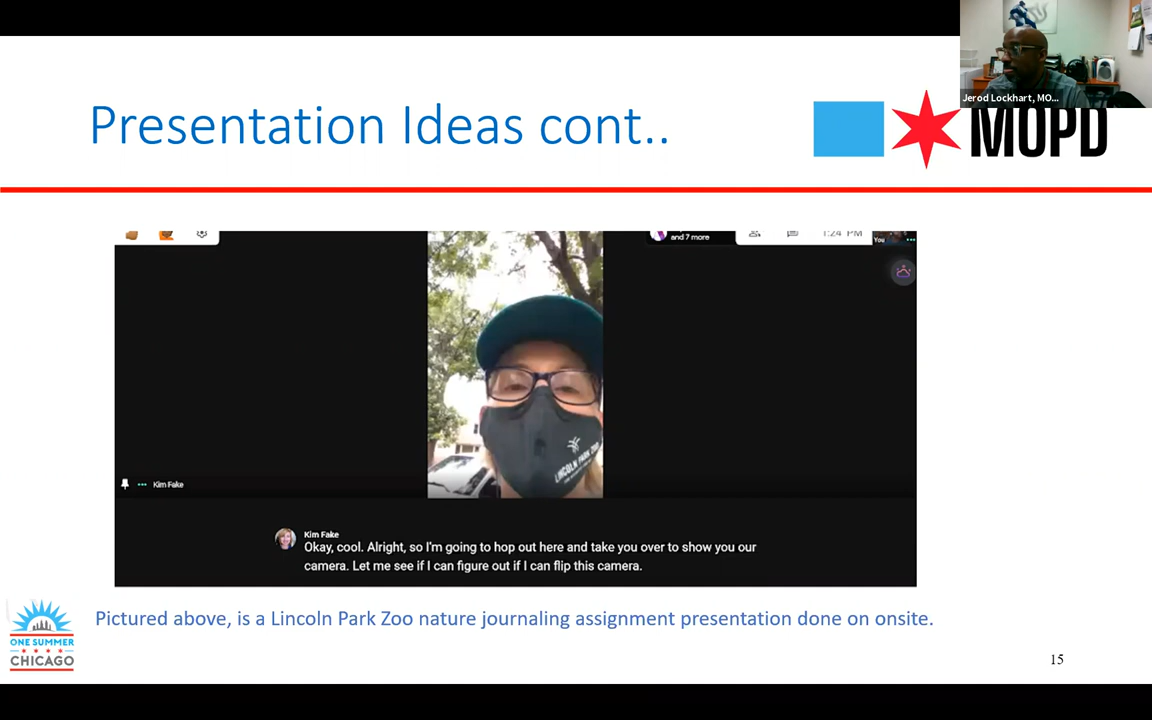 Jerod Lockhart, MO...
Presentation Ideas cont..
MOPD
and 7 more
1:24 PM
You
LINCOLN PARK ZOO
Kim Fake
Kim Fake
Okay, cool. Alright, so I'm going to hop out here and take you over to show you our
camera. Let me see if I can figure out if I can flip this camera.
Pictured above, is a Lincoln Park Zoo nature journaling assignment presentation done on onsite.
ONE SUMMER
CHICAGO
15